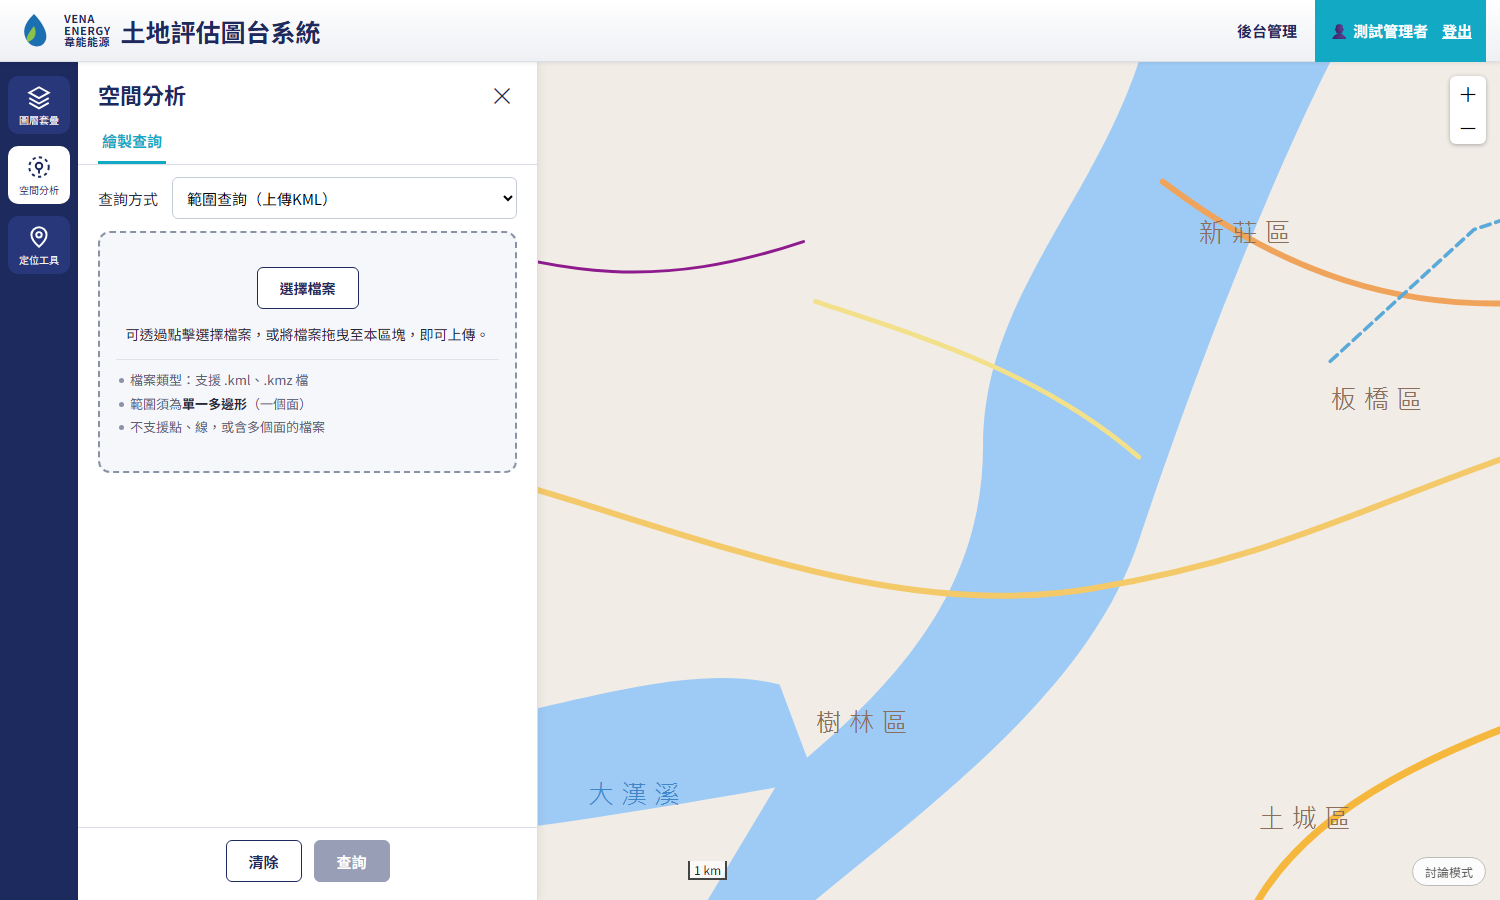 VENA
ENERGY
韋能能源
土地評估圖台系統
後台管理
測試管理者
登出
圖層套疊
空間分析
定位工具
空間分析
繪製查詢
查詢方式
範圍查詢（上傳KML）
選擇檔案
可透過點擊選擇檔案，或將檔案拖曳至本區塊，即可上傳。
檔案類型：支援 .kml、.kmz 檔
範圍須為單一多邊形（一個面）
不支援點、線，或含多個面的檔案
清除
查詢
新莊區
板橋區
樹林區
大漢溪
土城區
1 km
討論模式